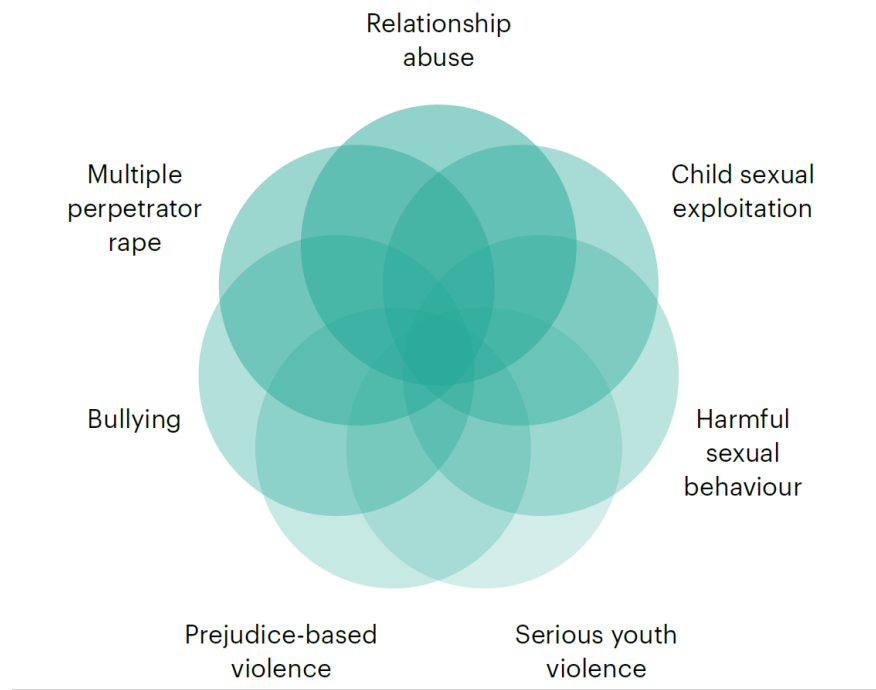 Relationship
abuse
Multiple
perpetrator
rape
Child sexual
exploitation
Bullying
Harmful
sexual
behaviour
Prejudice-based
violence
Serious youth
violence